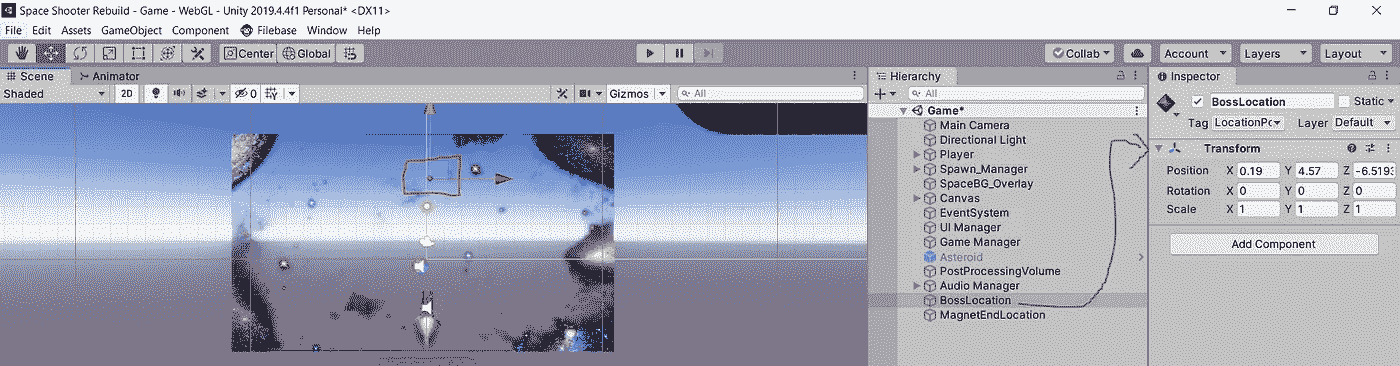 Space Shooter Rebuild - Game - WebGL - Unity 2019.4.4f1 Personal* <DX11>
File Edit Assets GameObject Component Filebase Window Help
Center Global Collab Account Layers Layout
Scene Animator
Shaded 2D 0 Gizmos All
Hierarchy
All
Game*
Main Camera
Directional Light
Player
Spawn_Manager
SpaceBG_Overlay
Canvas
EventSystem
UI Manager
Game Manager
Asteroid
PostProcessingVolume
Audio Manager
BossLocation
MagnetEndLocation
Inspector
BossLocation Static
Tag LocationPc Layer Default
Transform
Position X 0.19 Y 4.57 Z -6.5193
Rotation X 0 Y 0 Z 0
Scale X 1 Y 1 Z 1
Add Component